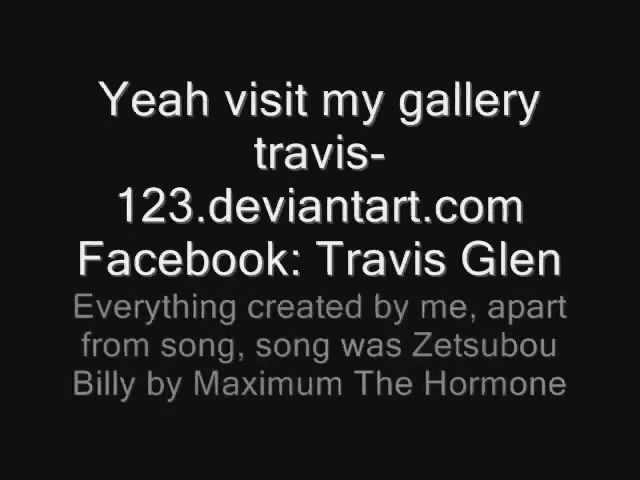 Yeah visit my gallery
travis-
123.deviantart.com
Facebook: Travis Glen
Everything created by me, apart
from song, song was Zetsubou
Billy by Maximum The Hormone